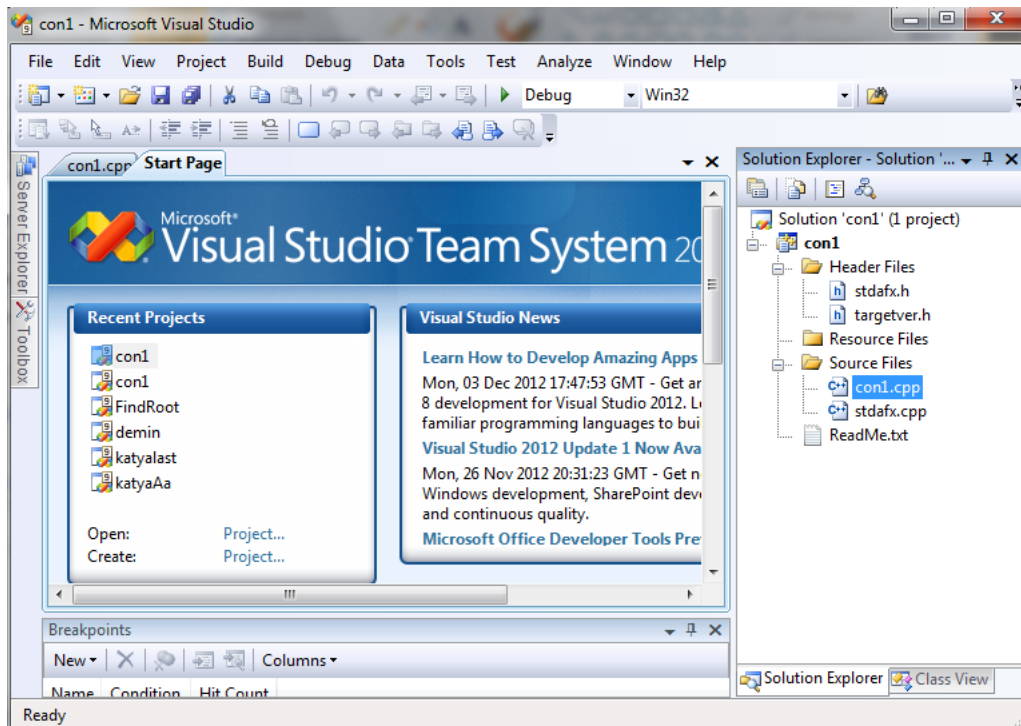 con1 - Microsoft Visual Studio
File Edit View Project Build Debug Data Tools Test Analyze Window Help
Debug Win32
con1.cpp Start Page
Server Explorer
Toolbox
Microsoft®
Visual Studio Team System 20
Recent Projects
con1
con1
FindRoot
demin
katyalast
katyaAa
Open: Project...
Create: Project...
Visual Studio News
Learn How to Develop Amazing Apps
Mon, 03 Dec 2012 17:47:53 GMT - Get
8 development for Visual Studio 2012.
familiar programming languages to
Visual Studio 2012 Update 1 Now
Mon, 26 Nov 2012 20:31:23 GMT - Get
Windows development, SharePoint
and continuous quality.
Microsoft Office Developer Tools
Solution Explorer - Solution '...
Solution 'con1' (1 project)
con1
Header Files
stdafx.h
targetver.h
Resource Files
Source Files
con1.cpp
stdafx.cpp
ReadMe.txt
Solution Explorer Class View
Breakpoints
New Columns
Name Condition Hit Count
Ready